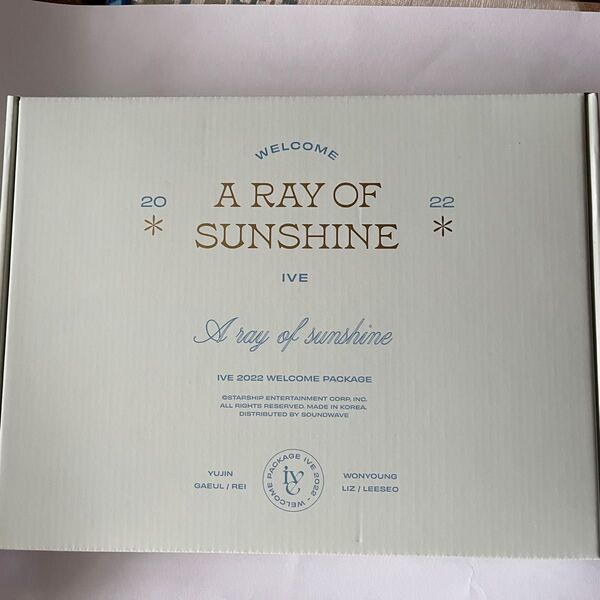 WELCOME
20 A RAY OF 22
* SUNSHINE *
IVE
A ray of sunshine
IVE 2022 WELCOME PACKAGE
©STARSHIP ENTERTAINMENT CORP, INC.
ALL RIGHTS RESERVED. MADE IN KOREA.
DISTRIBUTED BY SOUNDWAVE
YUJIN
GAEUL / REI
WELCOME PACKAGE IVE 2022 -
ive
WONYOUNG
LIZ / LEESEO